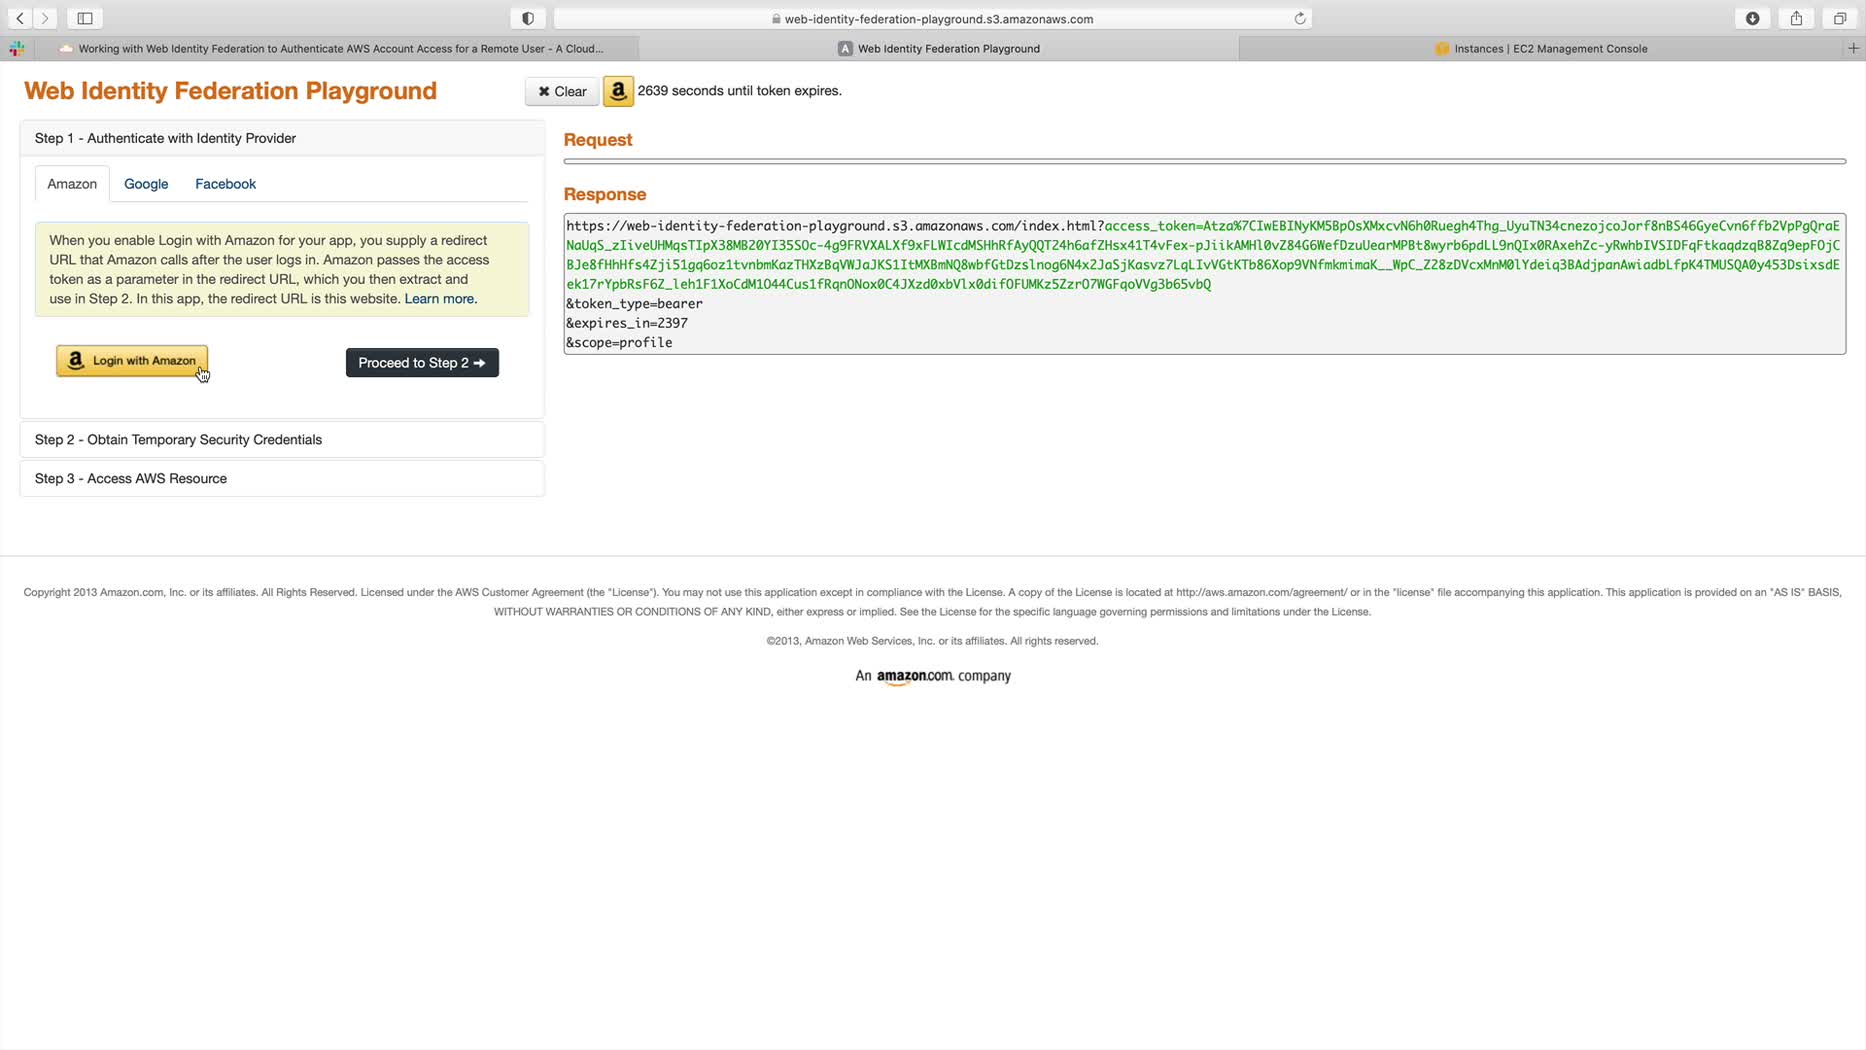 web-identity-federation-playground.s3.amazonaws.com
Working with Web Identity Federation to Authenticate AWS Account Access for a Remote User - A Cloud...
Web Identity Federation Playground
Instances | EC2 Management Console
Web Identity Federation Playground
Clear
2639 seconds until token expires.
Step 1 - Authenticate with Identity Provider
Amazon
Google
Facebook
When you enable Login with Amazon for your app, you supply a redirect
URL that Amazon calls after the user logs in. Amazon passes the access
token as a parameter in the redirect URL, which you then extract and
use in Step 2. In this app, the redirect URL is this website. Learn more.
Login with Amazon
Proceed to Step 2
Step 2 - Obtain Temporary Security Credentials
Step 3 - Access AWS Resource
Request
Response
https://web-identity-federation-playground.s3.amazonaws.com/index.html?access_token=Atza%7CIwEBINyKM5BpOsXMxcvN6h0Ruegh4Thg_UyuTN34cnezojcoJorf8nBS46GyeCvn6ffb2VpPgQraE
NaUqS_zIiveUHMqsTIpX38MB20YI35SOc-4g9FRVXALXf9xFLWIcdMSHhRfAyQQT24h6afZHsx41T4vFex-pJiikAMHl0vZ84G6WefDzuUearMPBt8wyrb6pdLL9nQIx0RAxehZc-yRwhbIVSIDFqFtkaqdzqB8Zq9epFOjC
BJe8fHhHfs4Zji51gq6oz1tvnbmKazTHXzBqVWJaJKS1ItMXBmNQ8wbfGtDzslnog6N4x2JaSjKasvz7LqLIvVGtKTb86Xop9VNfmkmimaK__WpC_Z28zDVcxMnM0lYdeiq3BAdjpanAwiadbLfpK4TMUSQA0y453DsixsdE
ek17rYpbRsF6Z_leh1F1XoCdM1O44Cus1fRqnONox0C4JXzd0xbVlx0difOFUMKz5ZzrO7WGFqoVVg3b65vbQ
&token_type=bearer
&expires_in=2397
&scope=profile
Copyright 2013 Amazon.com, Inc. or its affiliates. All Rights Reserved. Licensed under the AWS Customer Agreement (the "License"). You may not use this application except in compliance with the License. A copy of the License is located at http://aws.amazon.com/agreement/ or in the "license" file accompanying this application. This application is provided on an "AS IS" BASIS,
WITHOUT WARRANTIES OR CONDITIONS OF ANY KIND, either express or implied. See the License for the specific language governing permissions and limitations under the License.
©2013, Amazon Web Services, Inc. or its affiliates. All rights reserved.
An amazon.com. company